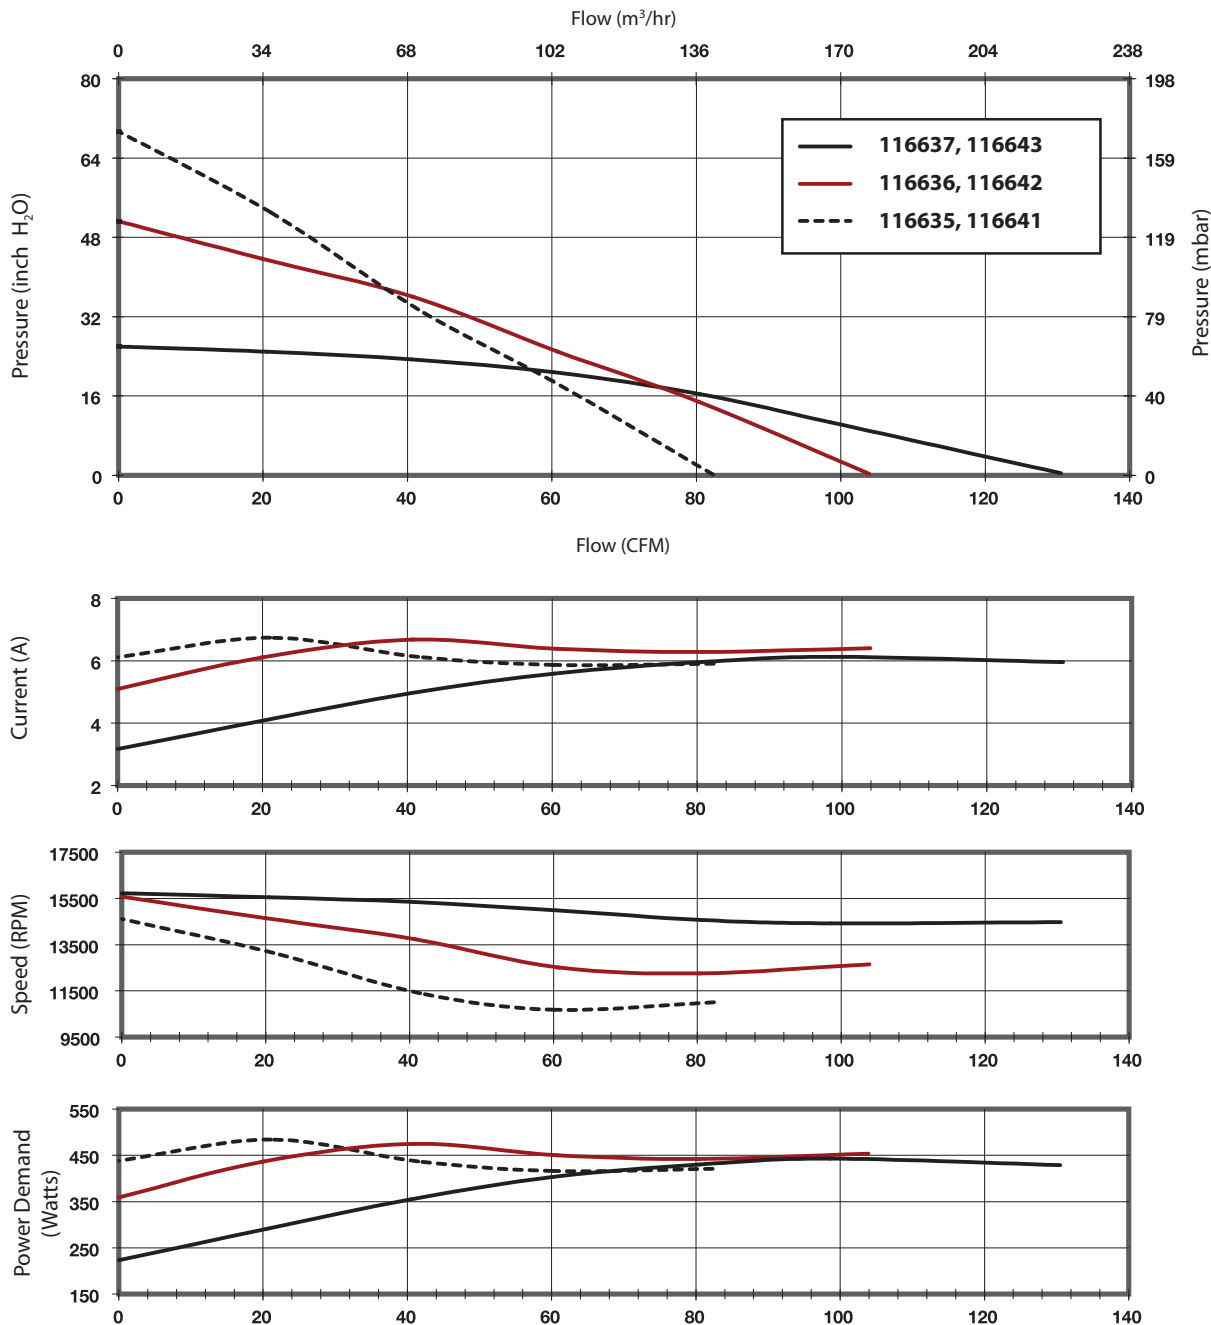 Flow (m³/hr)
0 34 68 102 136 170 204 238
80 198
64 159
48 119
32 79
16 40
0 0
Pressure (inch H₂O)
Pressure (mbar)
116637, 116643
116636, 116642
116635, 116641
0 20 40 60 80 100 120 140
Flow (CFM)
Current (A)
8
6
4
2
0 20 40 60 80 100 120 140
Speed (RPM)
17500
15500
13500
11500
9500
0 20 40 60 80 100 120 140
Power Demand
(Watts)
550
450
350
250
150
0 20 40 60 80 100 120 140